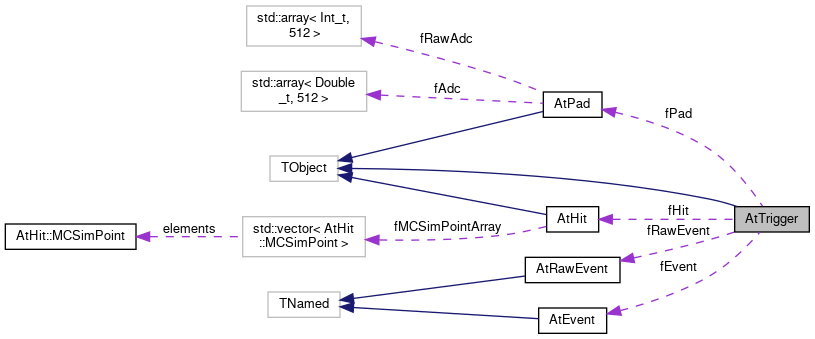 std::array< Int_t,
512 >
fRawAdc
std::array< Double
_t, 512 >
fAdc
AtPad
fPad
TObject
AtHit::MCSimPoint
elements
std::vector< AtHit
::MCSimPoint >
fMCSimPointArray
AtHit
fHit
AtTrigger
fRawEvent
AtRawEvent
fEvent
TNamed
AtEvent